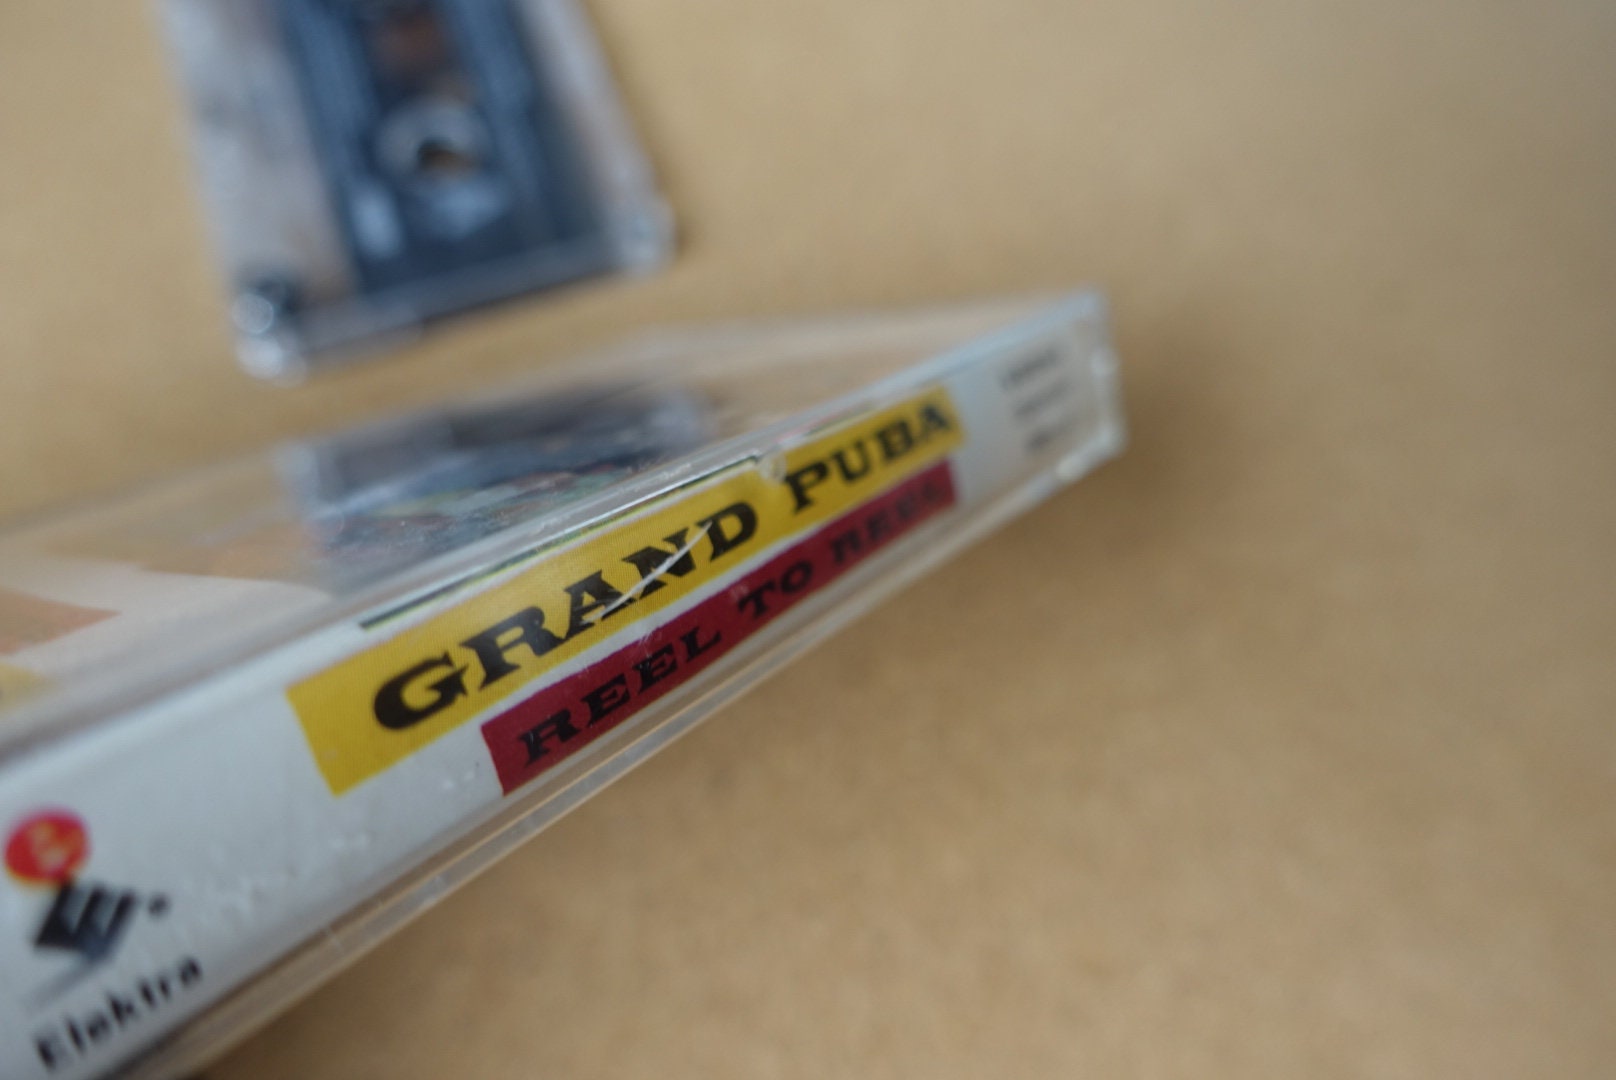 GRAND PUBA
REEL TO REEL
Elektra